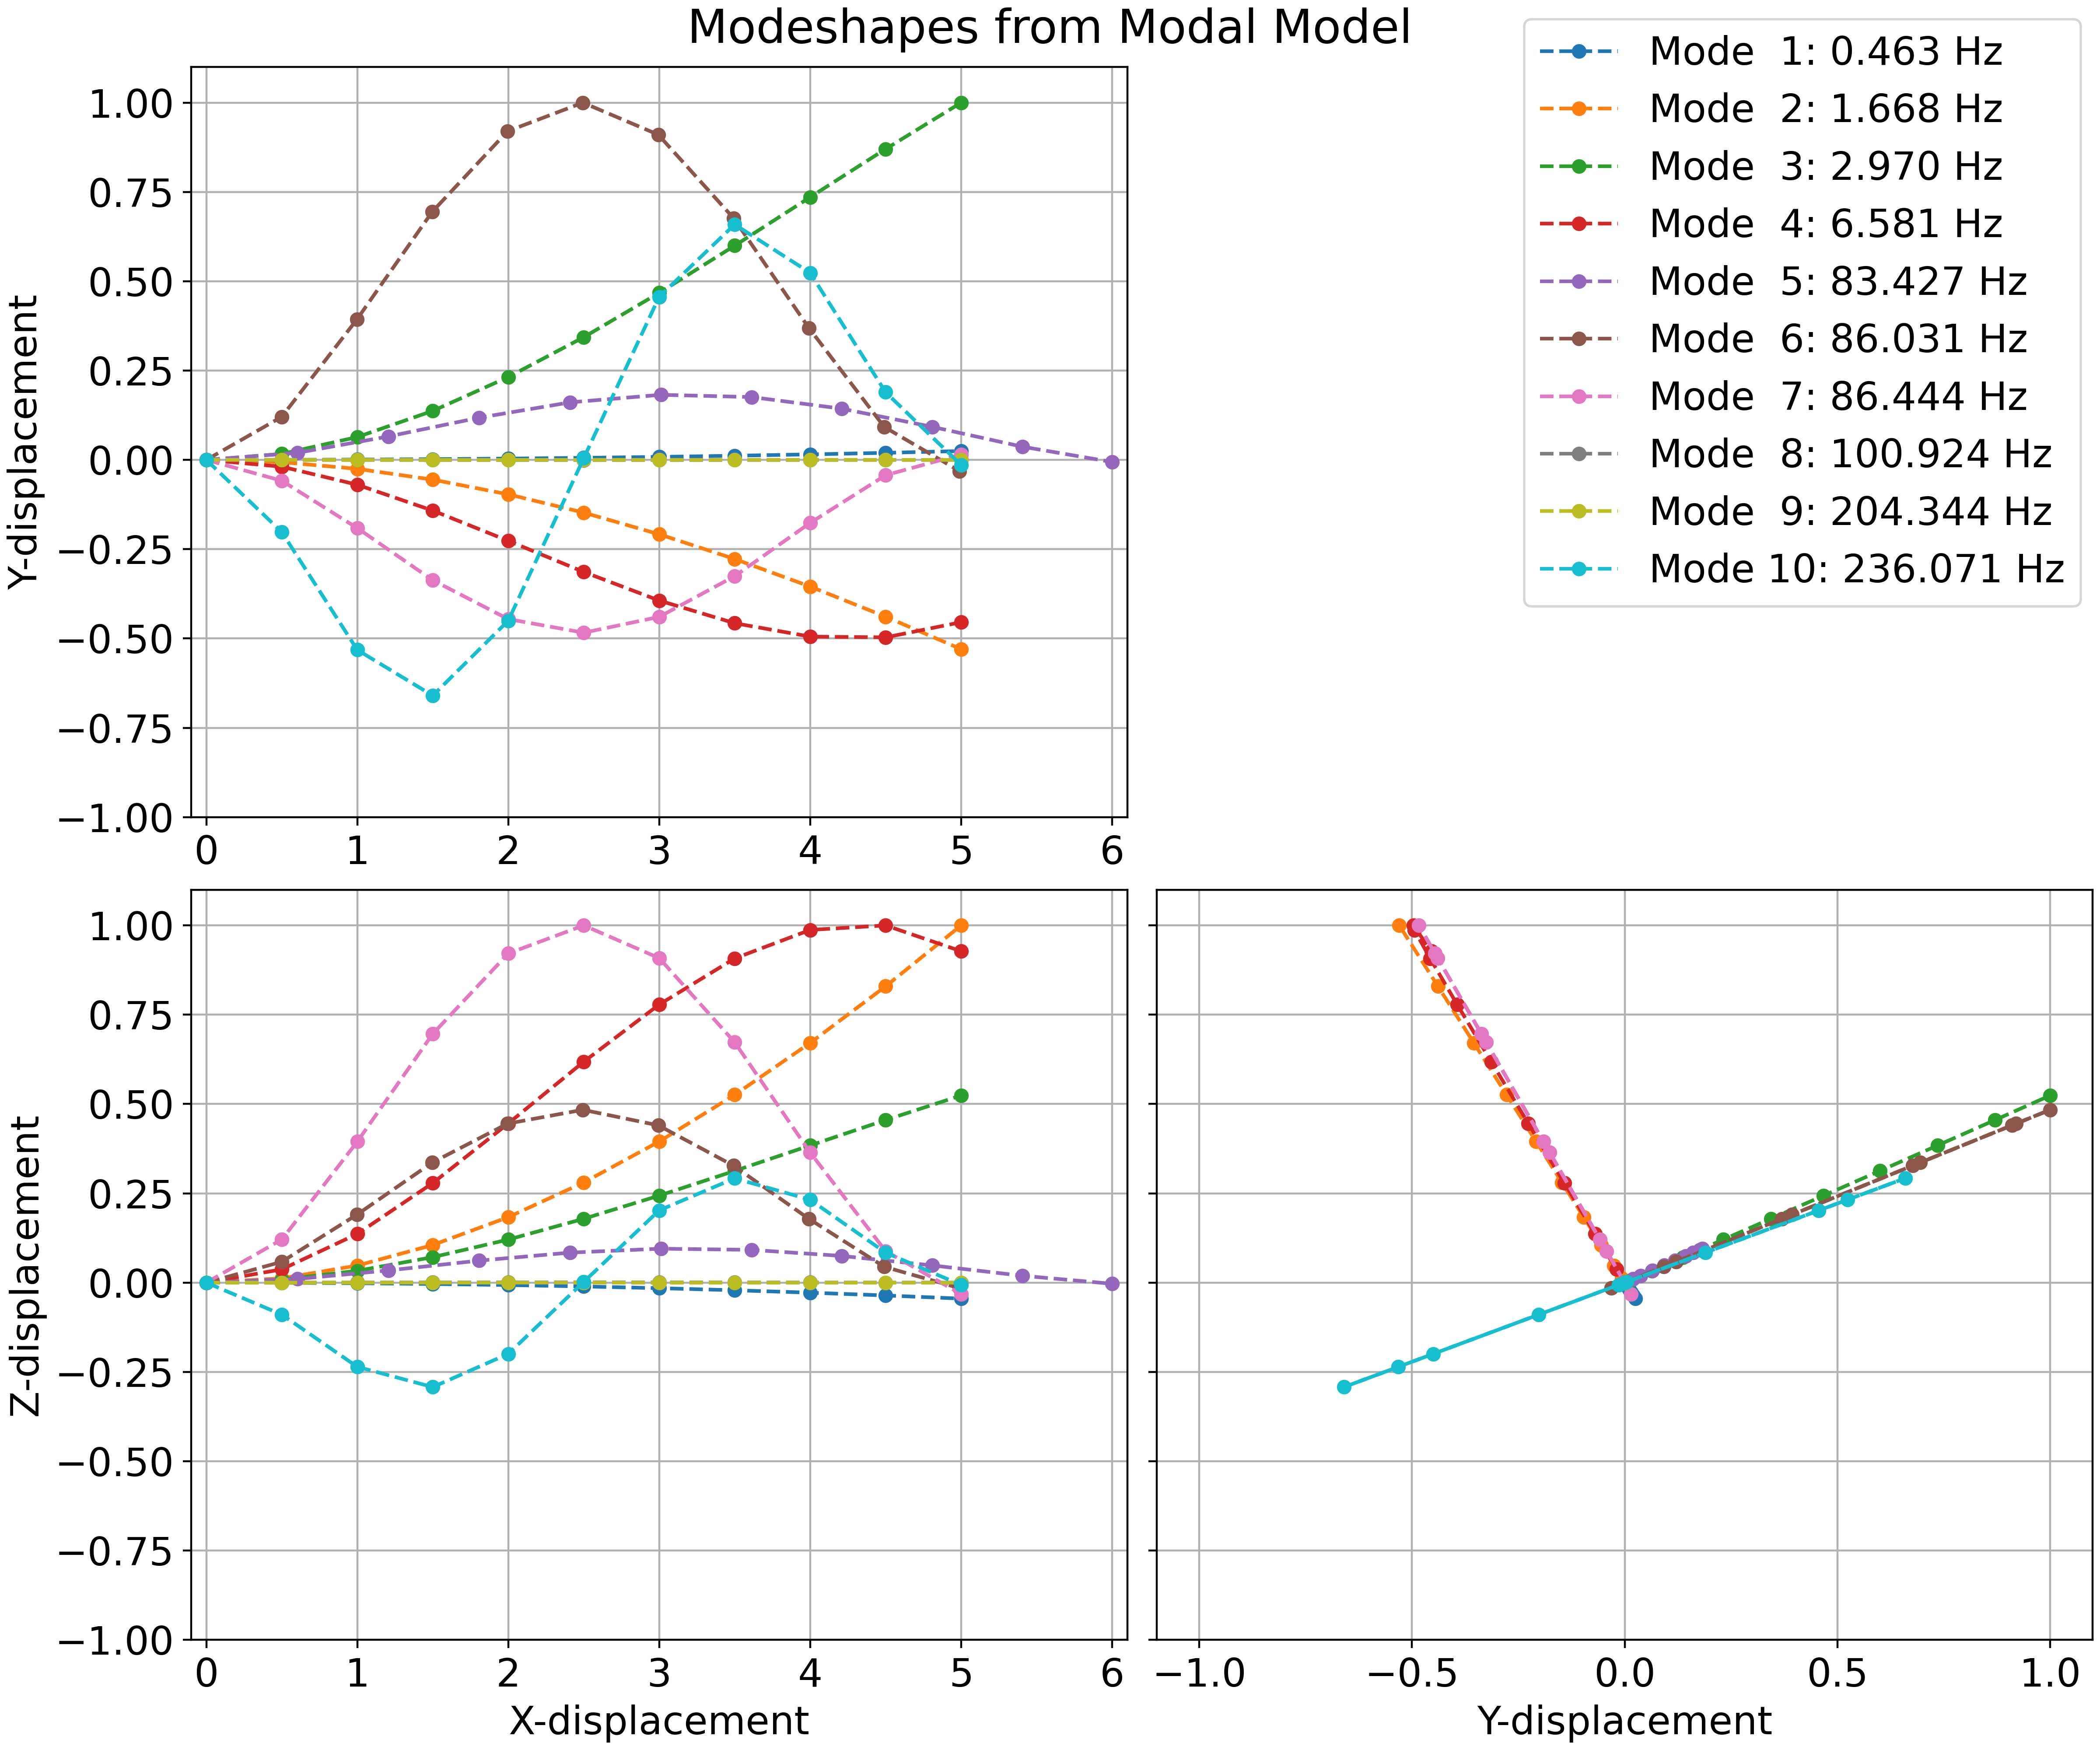 Modeshapes from Modal Model
Mode  1: 0.463 Hz
Mode  2: 1.668 Hz
Mode  3: 2.970 Hz
Mode  4: 6.581 Hz
Mode  5: 83.427 Hz
Mode  6: 86.031 Hz
Mode  7: 86.444 Hz
Mode  8: 100.924 Hz
Mode  9: 204.344 Hz
Mode 10: 236.071 Hz
Y-displacement
1.00
0.75
0.50
0.25
0.00
−0.25
−0.50
−0.75
−1.00
0 1 2 3 4 5 6
Z-displacement
1.00
0.75
0.50
0.25
0.00
−0.25
−0.50
−0.75
−1.00
0 1 2 3 4 5 6
X-displacement
−1.0 −0.5 0.0 0.5 1.0
Y-displacement